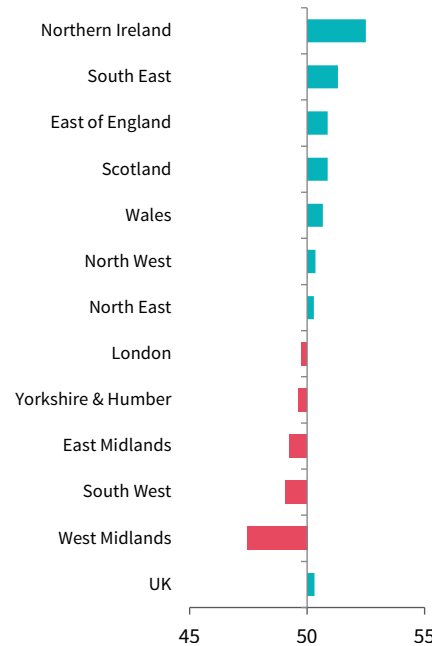 Northern Ireland
South East
East of England
Scotland
Wales
North West
North East
London
Yorkshire & Humber
East Midlands
South West
West Midlands
UK
45 50 55